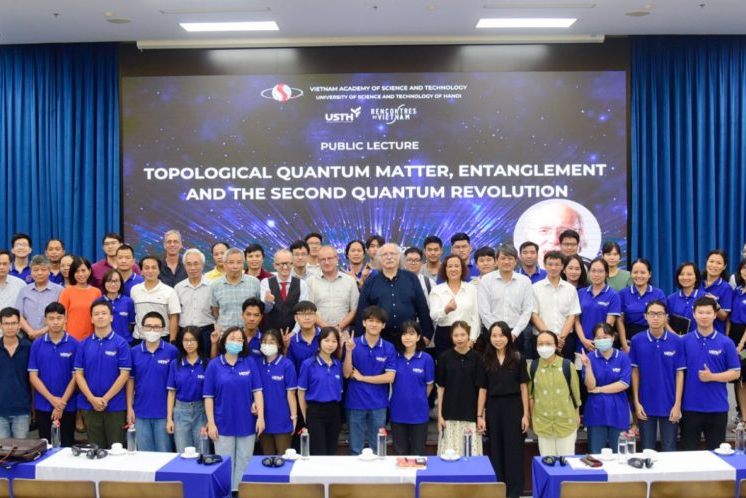 VIETNAM ACADEMY OF SCIENCE AND TECHNOLOGY
UNIVERSITY OF SCIENCE AND TECHNOLOGY OF HANOI
USTH
RENCONTRES
DU VIETNAM
PUBLIC LECTURE
TOPOLOGICAL QUANTUM MATTER, ENTANGLEMENT
AND THE SECOND QUANTUM REVOLUTION